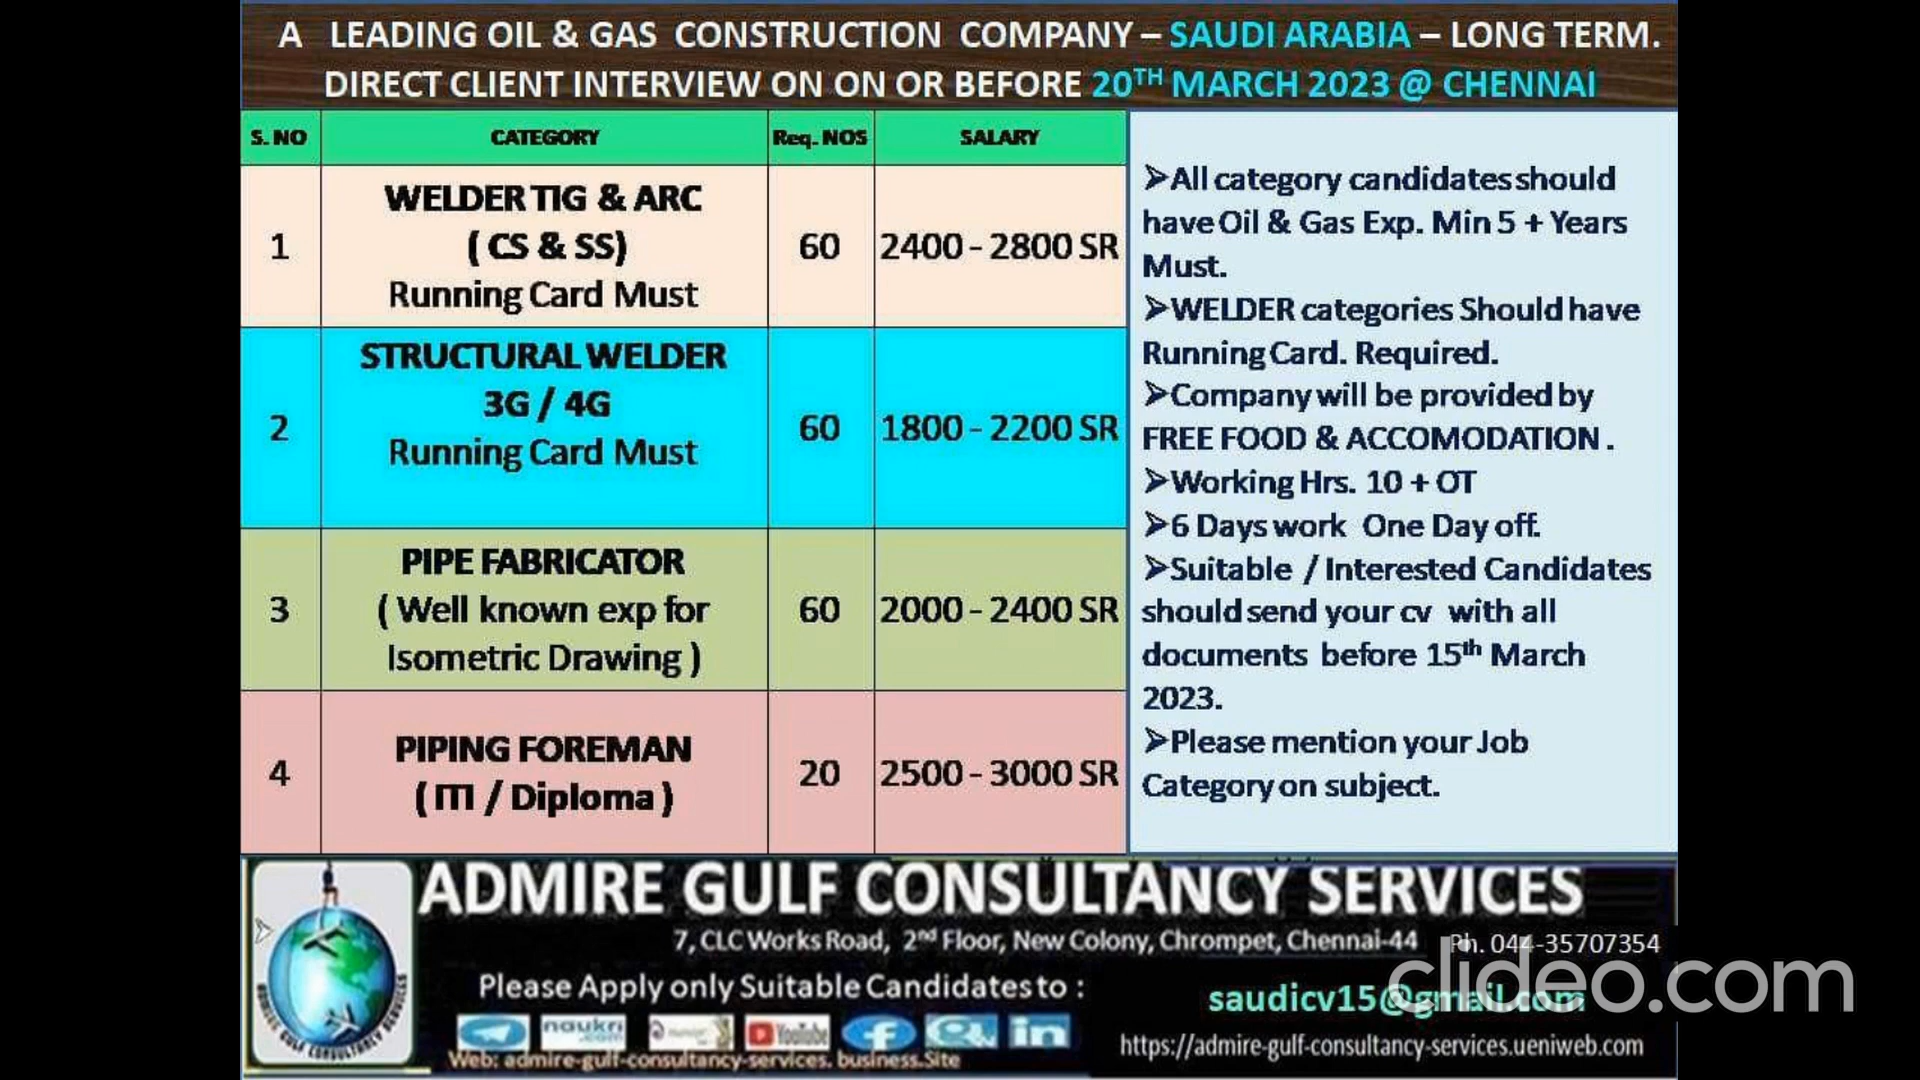 A LEADING OIL & GAS CONSTRUCTION COMPANY – SAUDI ARABIA – LONG TERM.
DIRECT CLIENT INTERVIEW ON ON OR BEFORE 20TH MARCH 2023 @ CHENNAI
S. NO CATEGORY Req. NOS SALARY
1 WELDER TIG & ARC
( CS & SS)
Running Card Must
60 2400 - 2800 SR
2 STRUCTURAL WELDER
3G / 4G
Running Card Must
60 1800 - 2200 SR
3 PIPE FABRICATOR
( Well known exp for
Isometric Drawing )
60 2000 - 2400 SR
4 PIPING FOREMAN
( ITI / Diploma )
20 2500 - 3000 SR
➢All category candidates should
have Oil & Gas Exp. Min 5 + Years
Must.
➢WELDER categories Should have
Running Card. Required.
➢Company will be provided by
FREE FOOD & ACCOMODATION .
➢Working Hrs. 10 + OT
➢6 Days work One Day off.
➢Suitable / Interested Candidates
should send your cv with all
documents before 15th March
2023.
➢Please mention your Job
Category on subject.
ADMIRE GULF CONSULTANCY SERVICES
7, CLC Works Road, 2nd Floor, New Colony, Chrompet, Chennai-44 Ph. 044-35707354
Please Apply only Suitable Candidates to :
saudicv15@gmail.com
clideo.com
naukri.com
YouTube
in
Web: admire-gulf-consultancy-services. business.Site
https://admire-gulf-consultancy-services.ueniweb.com
ADMIRE GULF CONSULTANCY SERVICES